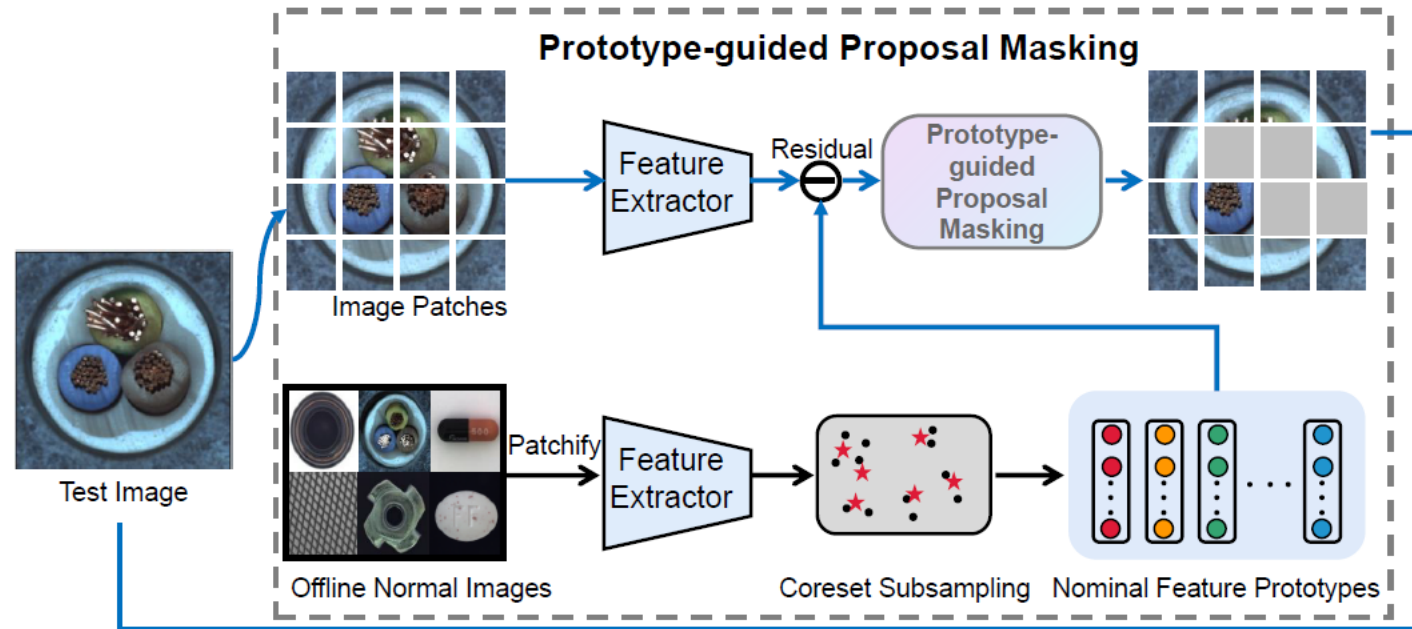 Prototype-guided Proposal Masking
Image Patches
Feature
Extractor
Residual
Prototype-
guided
Proposal
Masking
Test Image
Patchify
Feature
Extractor
Offline Normal Images
Coreset Subsampling
Nominal Feature Prototypes